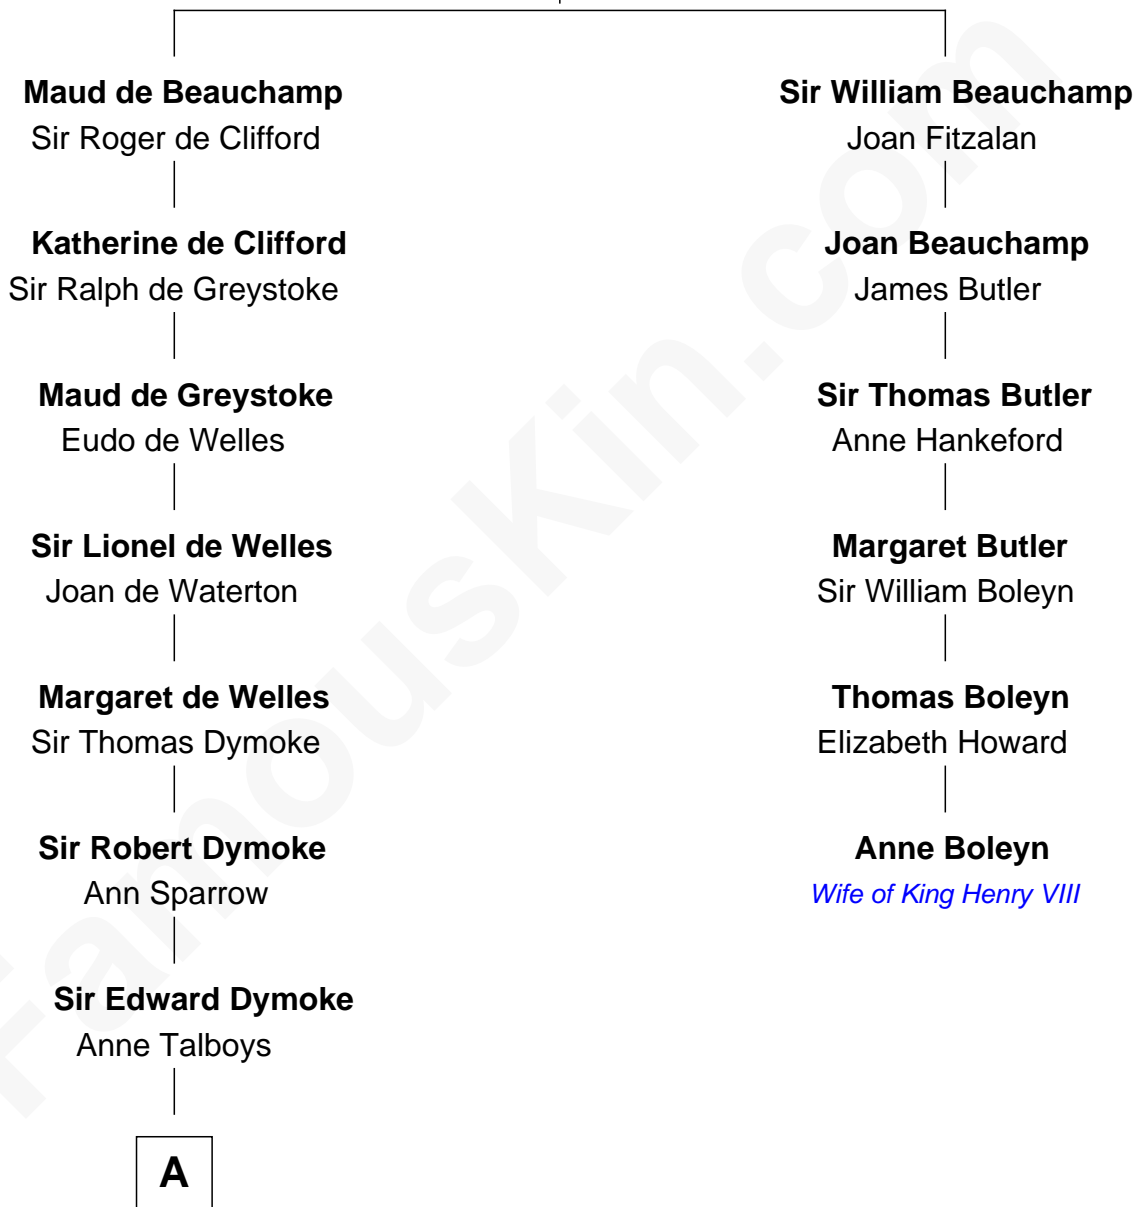 Maud de Beauchamp
Sir Roger de Clifford
Katherine de Clifford
Sir Ralph de Greystoke
Maud de Greystoke
Eudo de Welles
Sir Lionel de Welles
Joan de Waterton
Margaret de Welles
Sir Thomas Dymoke
Sir Robert Dymoke
Ann Sparrow
Sir Edward Dymoke
Anne Talboys
A
Sir William Beauchamp
Joan Fitzalan
Joan Beauchamp
James Butler
Sir Thomas Butler
Anne Hankeford
Margaret Butler
Sir William Boleyn
Thomas Boleyn
Elizabeth Howard
Anne Boleyn
Wife of King Henry VIII
FamousKin.com